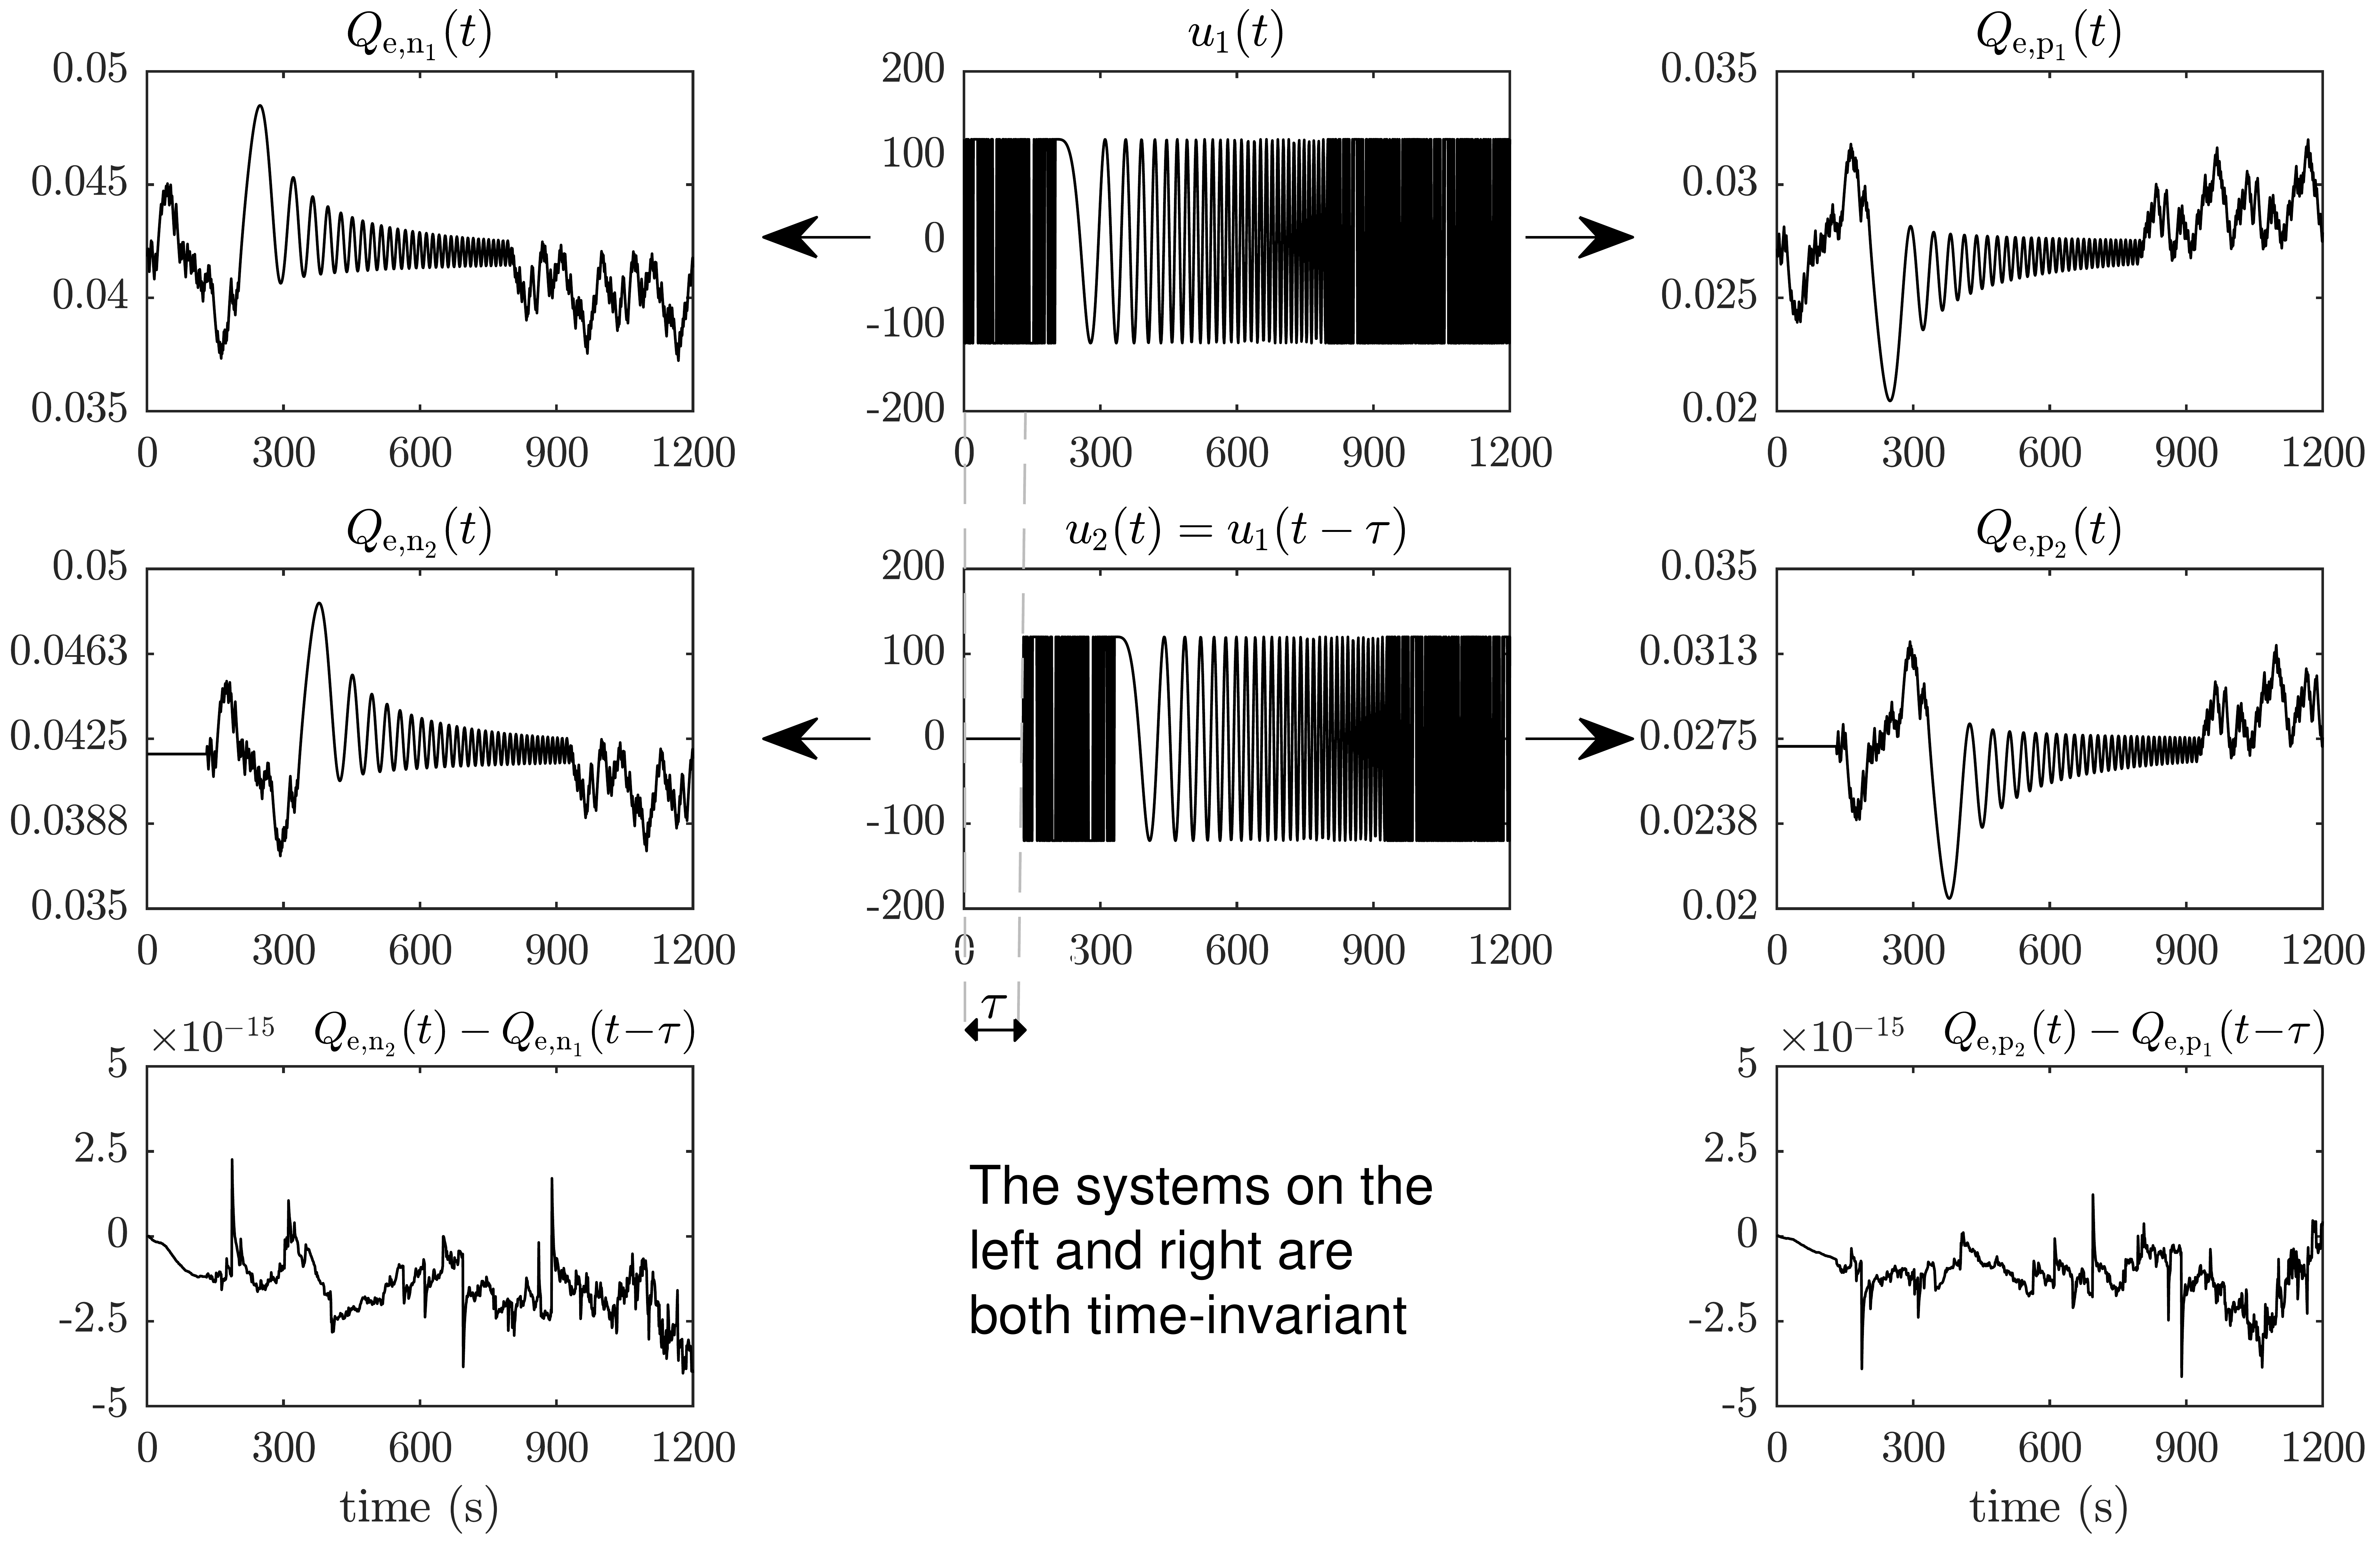 Q_{e,n_1}(t)
0.05
0.045
0.04
0.035
0 300 600 900 1200
u_1(t)
200
100
0
-100
-200
0 300 600 900 1200
Q_{e,p_1}(t)
0.035
0.03
0.025
0.02
0 300 600 900 1200
Q_{e,n_2}(t)
0.05
0.0463
0.0425
0.0388
0.035
0 300 600 900 1200
u_2(t) = u_1(t − τ)
200
100
0
-100
-200
0 300 600 900 1200
τ
Q_{e,p_2}(t)
0.035
0.0313
0.0275
0.0238
0.02
0 300 600 900 1200
×10^{−15} Q_{e,n_2}(t) − Q_{e,n_1}(t−τ)
5
2.5
0
-2.5
-5
0 300 600 900 1200
time (s)
The systems on the
left and right are
both time-invariant
×10^{−15} Q_{e,p_2}(t) − Q_{e,p_1}(t−τ)
5
2.5
0
-2.5
-5
0 300 600 900 1200
time (s)